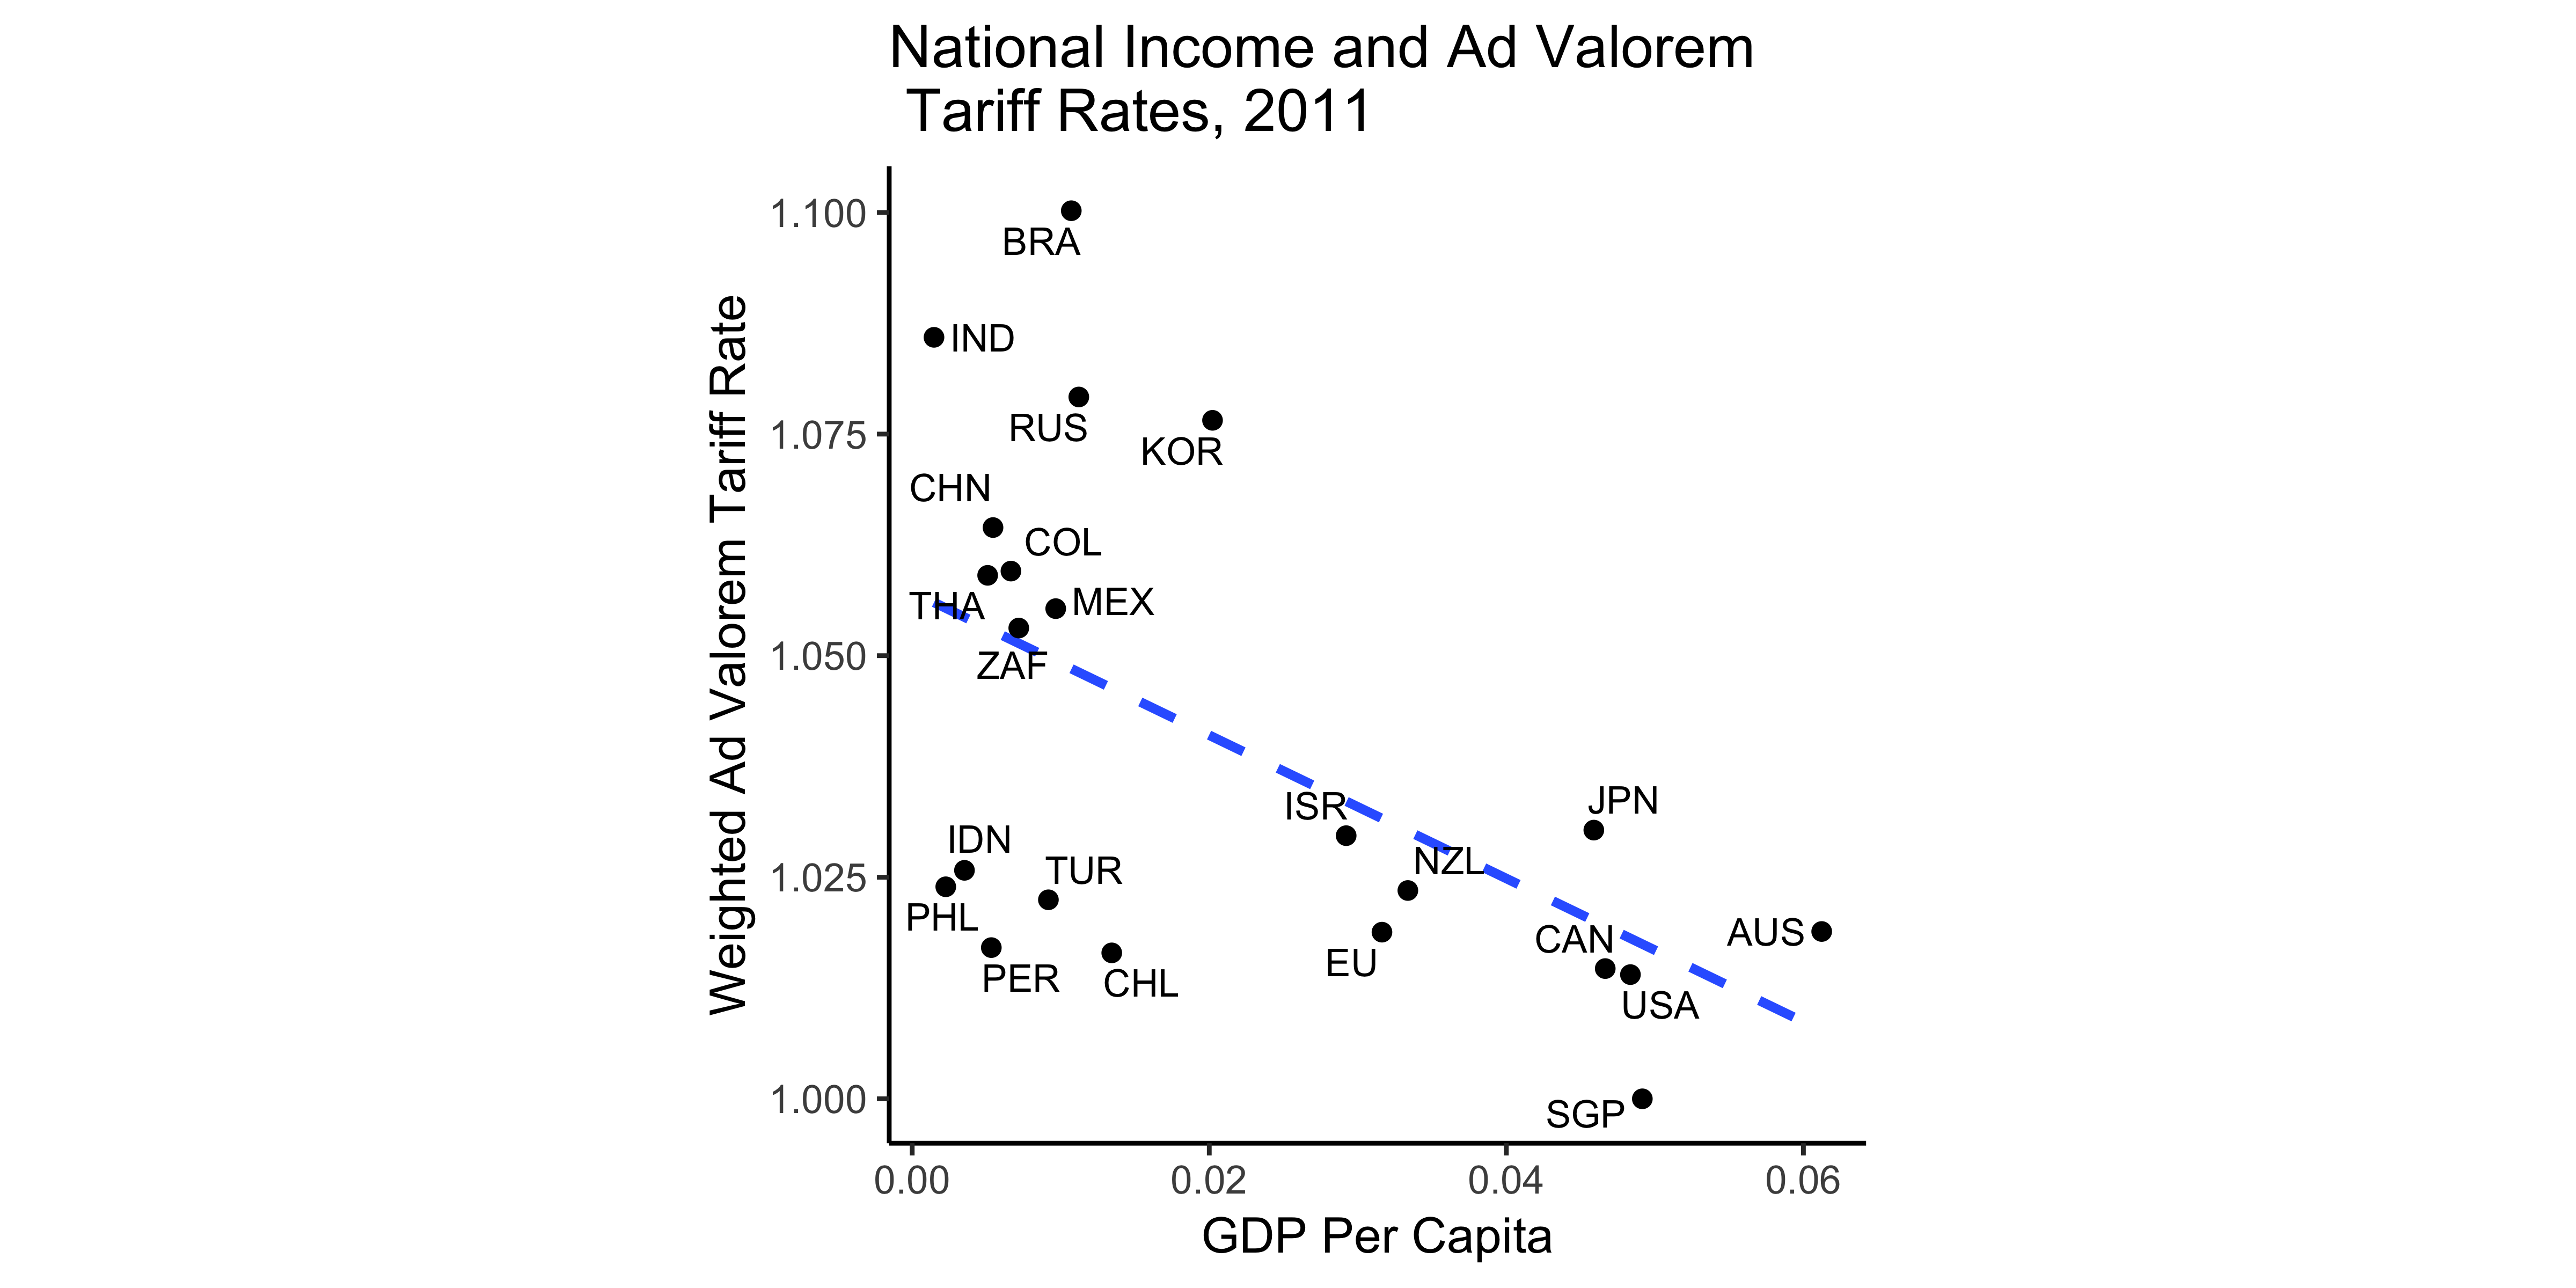 National Income and Ad Valorem
Tariff Rates, 2011
Weighted Ad Valorem Tariff Rate
1.100
1.075
1.050
1.025
1.000
BRA
IND
RUS
KOR
CHN
COL
THA
MEX
ZAF
ISR
JPN
IDN
NZL
TUR
PHL
AUS
CAN
EU
PER
CHL
USA
SGP
0.00
0.02
0.04
0.06
GDP Per Capita